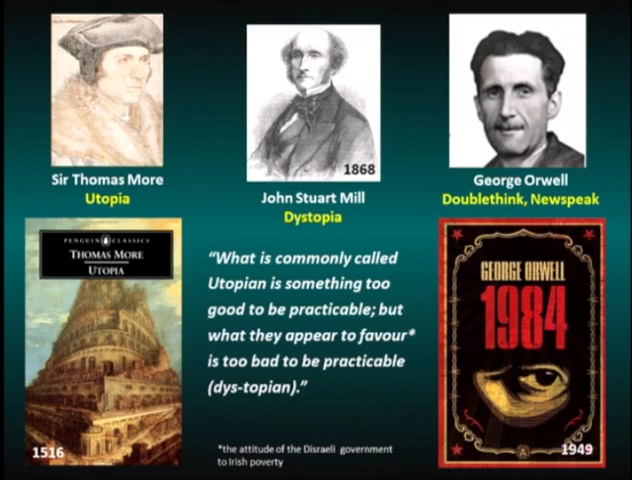 Sir Thomas More
Utopia
1868
John Stuart Mill
Dystopia
George Orwell
Doublethink, Newspeak
PENGUIN CLASSICS
THOMAS MORE
UTOPIA
1516
“What is commonly called
Utopian is something too
good to be practicable; but
what they appear to favour*
is too bad to be practicable
(dys-topian).”
*the attitude of the Disraeli government
to Irish poverty
GEORGE ORWELL
1984
1949